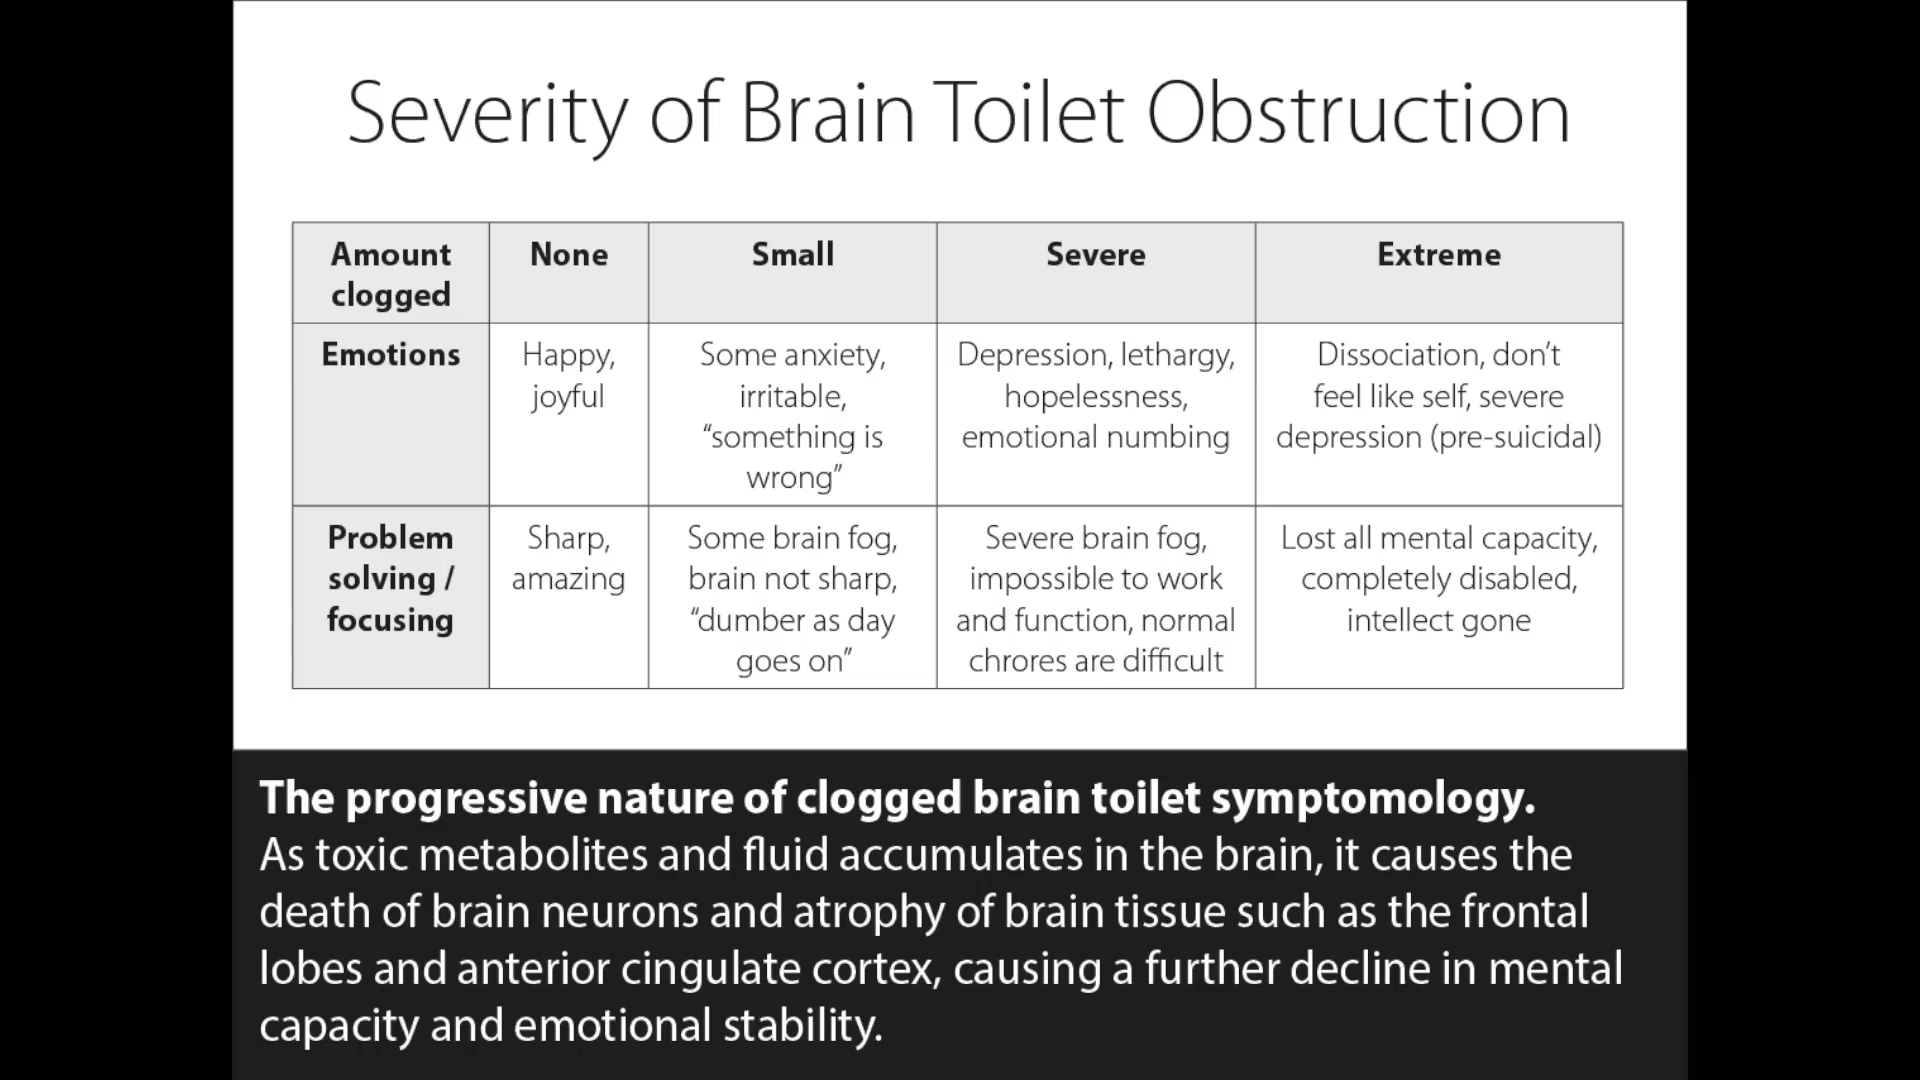 Severity of Brain Toilet Obstruction
Amount clogged
None
Small
Severe
Extreme
Emotions
Happy,
joyful
Some anxiety,
irritable,
“something is
wrong”
Depression, lethargy,
hopelessness,
emotional numbing
Dissociation, don’t
feel like self, severe
depression (pre-suicidal)
Problem
solving /
focusing
Sharp,
amazing
Some brain fog,
brain not sharp,
“dumber as day
goes on”
Severe brain fog,
impossible to work
and function, normal
chrores are difficult
Lost all mental capacity,
completely disabled,
intellect gone
The progressive nature of clogged brain toilet symptomology.
As toxic metabolites and fluid accumulates in the brain, it causes the
death of brain neurons and atrophy of brain tissue such as the frontal
lobes and anterior cingulate cortex, causing a further decline in mental
capacity and emotional stability.